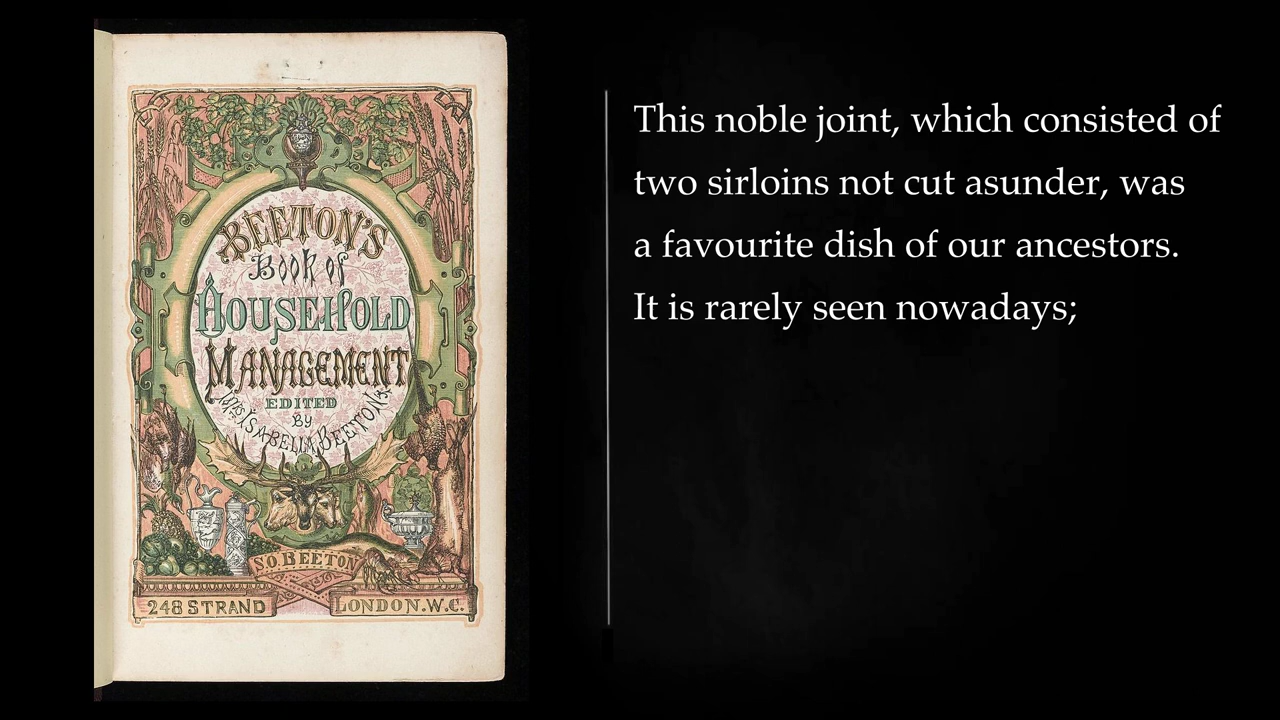 BEETON'S
Book of
HOUSEHOLD
MANAGEMENT
EDITED
BY
MRS ISABELLA BEETON
S.O. BEETON
248 STRAND
LONDON. W.C.
This noble joint, which consisted of
two sirloins not cut asunder, was
a favourite dish of our ancestors.
It is rarely seen nowadays;